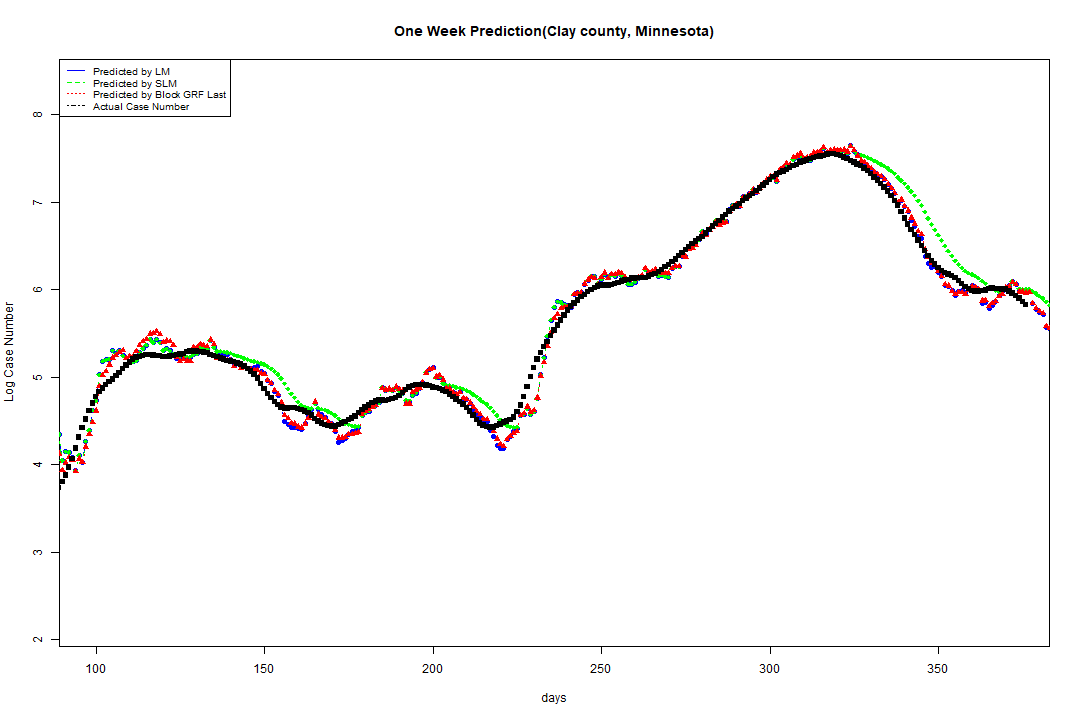 One Week Prediction(Clay county, Minnesota)
Predicted by LM
Predicted by SLM
Predicted by Block GRF Last
Actual Case Number
8
7
6
5
4
3
2
Log Case Number
100 150 200 250 300 350
days